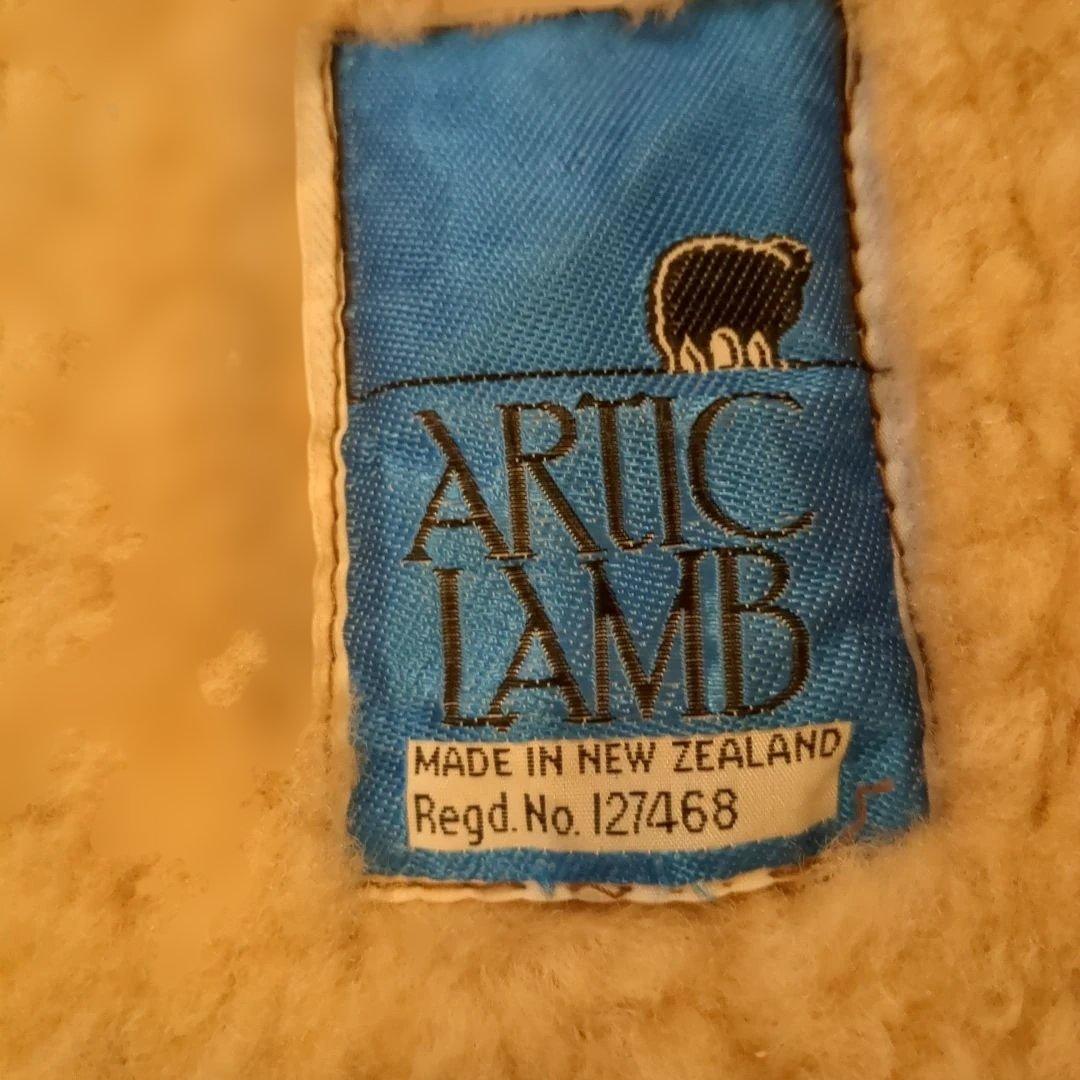 ARTIC
LAMB
MADE IN NEW ZEALAND
Regd. No. 127468